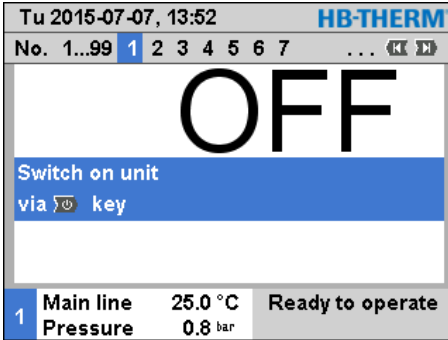 Tu 2015-07-07, 13:52 HB-THERM
No. 1...99 1 2 3 4 5 6 7 ...
OFF
Switch on unit
via key
1 Main line 25.0 °C Ready to operate
Pressure 0.8 bar